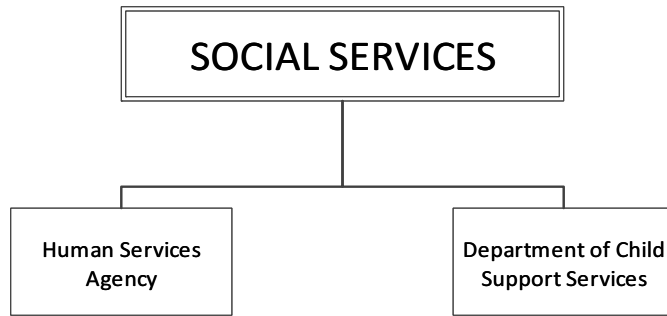 SOCIAL SERVICES
Human Services
Agency
Department of Child
Support Services